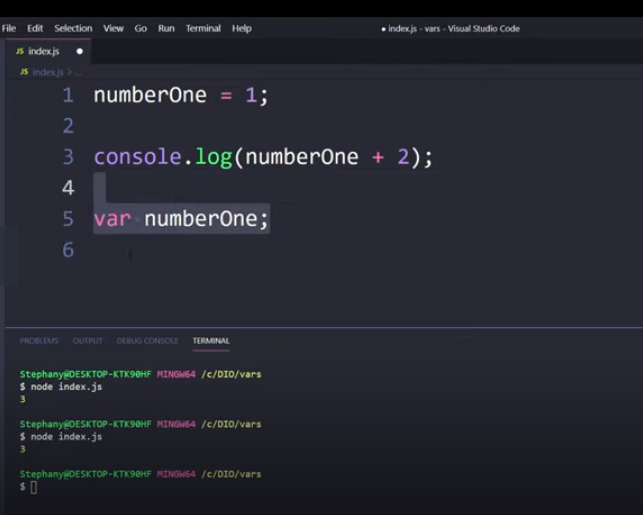 File Edit Selection View Go Run Terminal Help ● index.js - vars - Visual Studio Code
JS index.js ●
JS index.js > ...
1 numberOne = 1;
2
3 console.log(numberOne + 2);
4
5 var numberOne;
6
PROBLEMS OUTPUT DEBUG CONSOLE TERMINAL
Stephany@DESKTOP-KTK90HF MINGW64 /c/DIO/vars
$ node index.js
3
Stephany@DESKTOP-KTK90HF MINGW64 /c/DIO/vars
$ node index.js
3
Stephany@DESKTOP-KTK90HF MINGW64 /c/DIO/vars
$